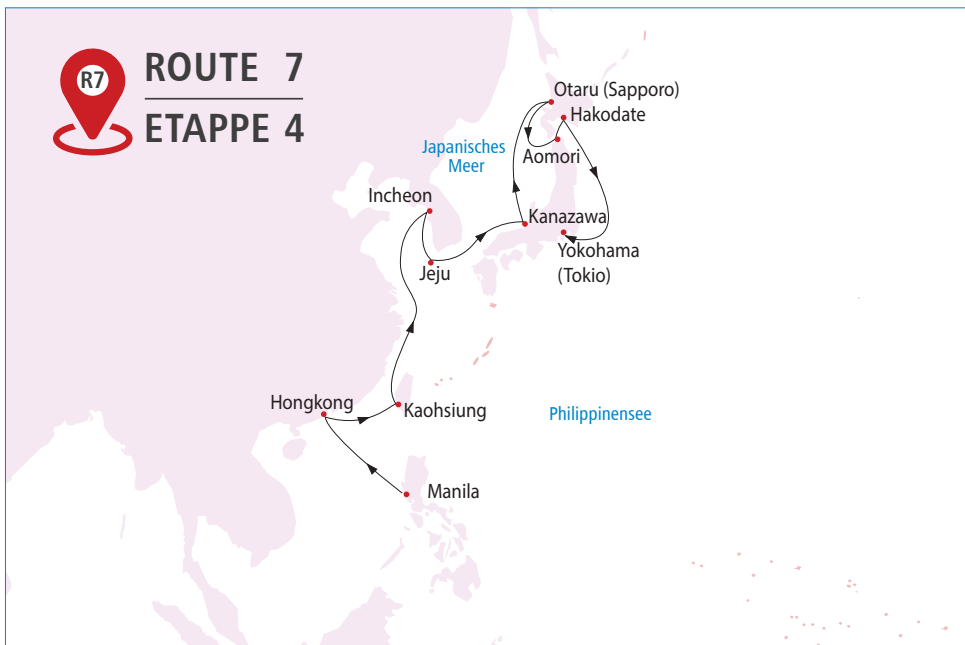 R7
ROUTE 7
ETAPPE 4
Otaru (Sapporo)
Hakodate
Japanisches
Meer
Aomori
Incheon
Kanazawa
Yokohama
(Tokio)
Jeju
Hongkong
Kaohsiung
Philippinensee
Manila